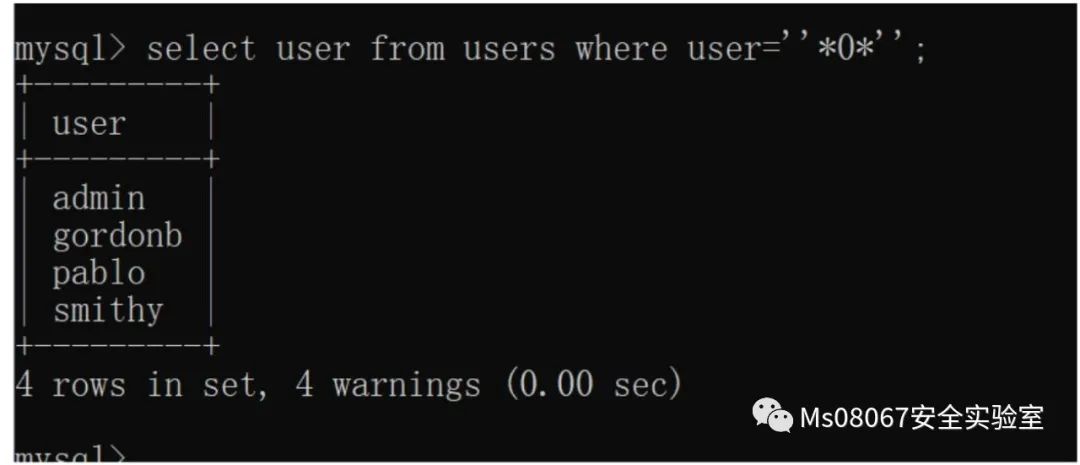 mysql> select user from users where user=''*0*'';
+---------+
| user    |
+---------+
| admin   |
| gordonb |
| pablo   |
| smithy  |
+---------+
4 rows in set, 4 warnings (0.00 sec)
Ms08067安全实验室
mysql>